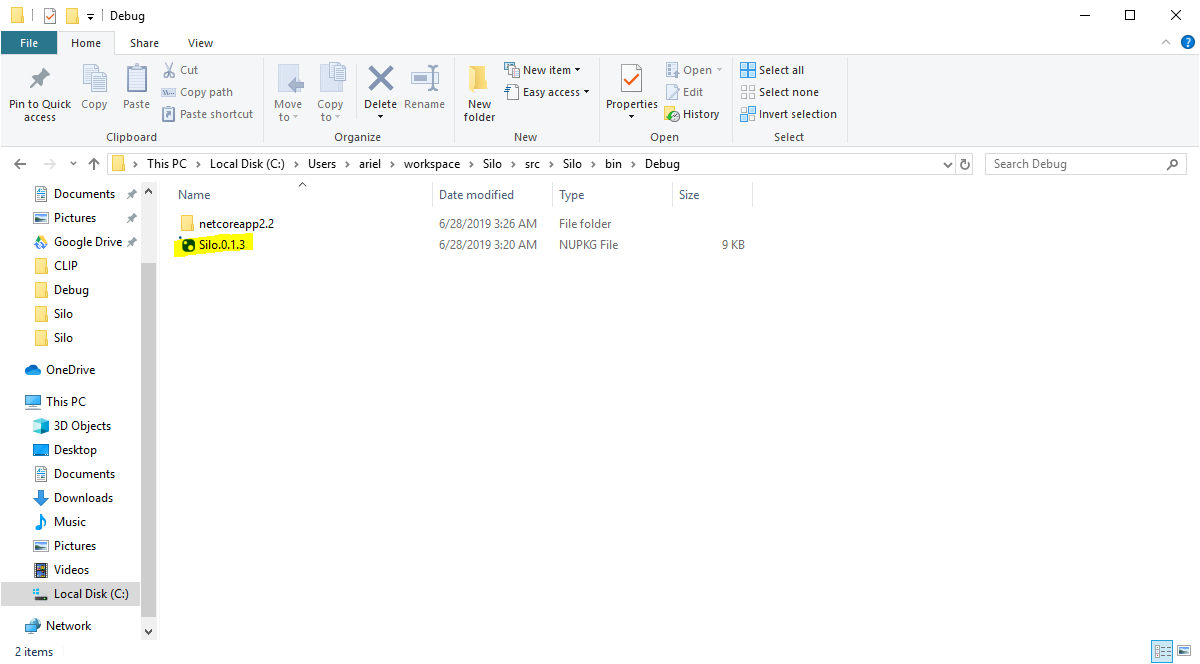 Debug
File Home Share View
Pin to Quick access
Copy
Paste
Cut
Copy path
Paste shortcut
Clipboard
Move to
Copy to
Delete
Rename
Organize
New folder
New item
Easy access
New
Properties
Open
Edit
History
Open
Select all
Select none
Invert selection
Select
This PC > Local Disk (C:) > Users > ariel > workspace > Silo > src > Silo > bin > Debug
Search Debug
Documents
Pictures
Google Drive
CLIP
Debug
Silo
Silo
OneDrive
This PC
3D Objects
Desktop
Documents
Downloads
Music
Pictures
Videos
Local Disk (C:)
Network
Name Date modified Type Size
netcoreapp2.2 6/28/2019 3:26 AM File folder
Silo.0.1.3 6/28/2019 3:20 AM NUPKG File 9 KB
2 items